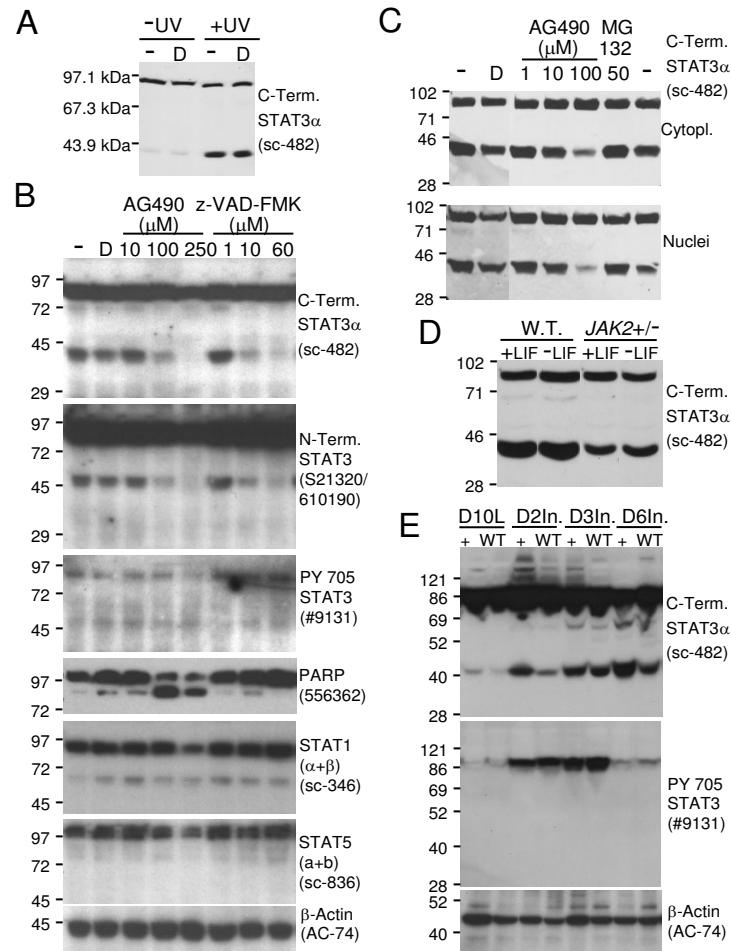 A
−UV +UV
- D - D
97.1 kDa
67.3 kDa
43.9 kDa
C-Term.
STAT3α
(sc-482)
B
AG490 z-VAD-FMK
(μM) (μM)
- D 10 100 250 1 10 60
97
72
45
29
C-Term.
STAT3α
(sc-482)
97
72
45
29
N-Term.
STAT3
(S21320/
610190)
97
72
45
PY 705
STAT3
(#9131)
97
72
PARP
(556362)
97
72
45
STAT1
(α+β)
(sc-346)
97
72
45
STAT5
(a+b)
(sc-836)
45
β-Actin
(AC-74)
C
AG490 MG
(μM) 132
- D 1 10 100 50 -
C-Term.
STAT3α
(sc-482)
102
71
46
28
Cytopl.
102
71
46
28
Nuclei
D
W.T. JAK2+/-
+LIF −LIF +LIF −LIF
102
71
46
28
C-Term.
STAT3α
(sc-482)
E
D10L D2In. D3In. D6In.
+ WT + WT + WT + WT
121
86
69
52
40
28
C-Term.
STAT3α
(sc-482)
121
86
69
52
40
28
PY 705
STAT3
(#9131)
52
40
β-Actin
(AC-74)